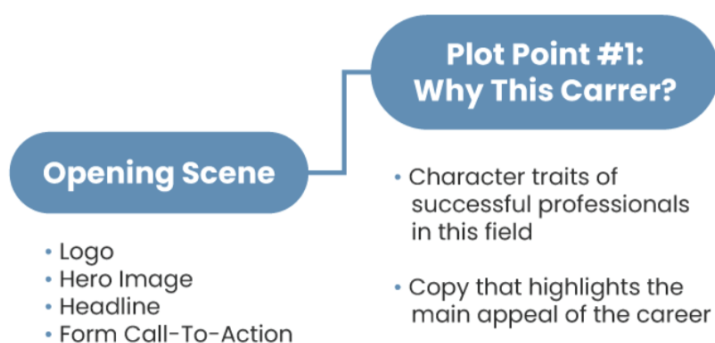 Opening Scene
• Logo
• Hero Image
• Headline
• Form Call-To-Action
Plot Point #1:
Why This Carrer?
• Character traits of
successful professionals
in this field
• Copy that highlights the
main appeal of the career